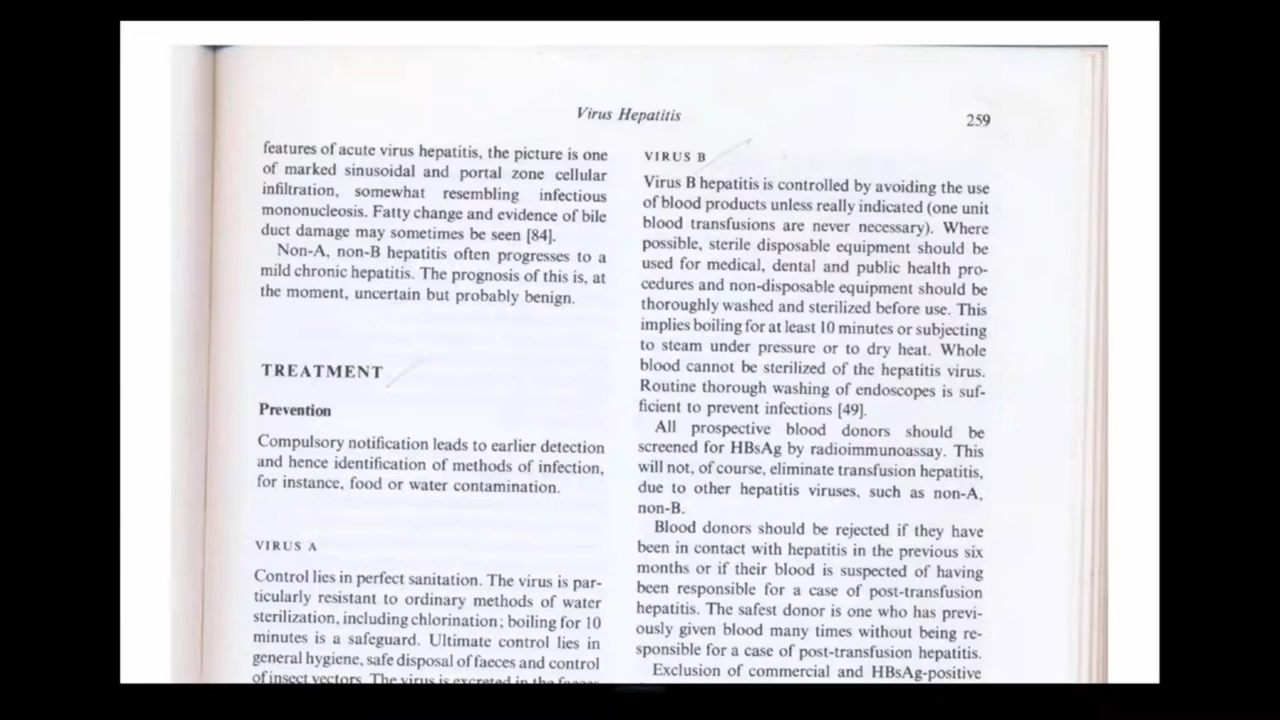 Virus Hepatitis
259
features of acute virus hepatitis, the picture is one
of marked sinusoidal and portal zone cellular
infiltration, somewhat resembling infectious
mononucleosis. Fatty change and evidence of bile
duct damage may sometimes be seen [84].
Non-A, non-B hepatitis often progresses to a
mild chronic hepatitis. The prognosis of this is, at
the moment, uncertain but probably benign.
TREATMENT
Prevention
Compulsory notification leads to earlier detection
and hence identification of methods of infection,
for instance, food or water contamination.
VIRUS A
Control lies in perfect sanitation. The virus is par-
ticularly resistant to ordinary methods of water
sterilization, including chlorination; boiling for 10
minutes is a safeguard. Ultimate control lies in
general hygiene, safe disposal of faeces and control
of insect vectors. The virus is excreted in the faeces
VIRUS B
Virus B hepatitis is controlled by avoiding the use
of blood products unless really indicated (one unit
blood transfusions are never necessary). Where
possible, sterile disposable equipment should be
used for medical, dental and public health pro-
cedures and non-disposable equipment should be
thoroughly washed and sterilized before use. This
implies boiling for at least 10 minutes or subjecting
to steam under pressure or to dry heat. Whole
blood cannot be sterilized of the hepatitis virus.
Routine thorough washing of endoscopes is suf-
ficient to prevent infections [49].
All prospective blood donors should be
screened for HBsAg by radioimmunoassay. This
will not, of course, eliminate transfusion hepatitis,
due to other hepatitis viruses, such as non-A,
non-B.
Blood donors should be rejected if they have
been in contact with hepatitis in the previous six
months or if their blood is suspected of having
been responsible for a case of post-transfusion
hepatitis. The safest donor is one who has previ-
ously given blood many times without being re-
sponsible for a case of post-transfusion hepatitis.
Exclusion of commercial and HBsAg-positive